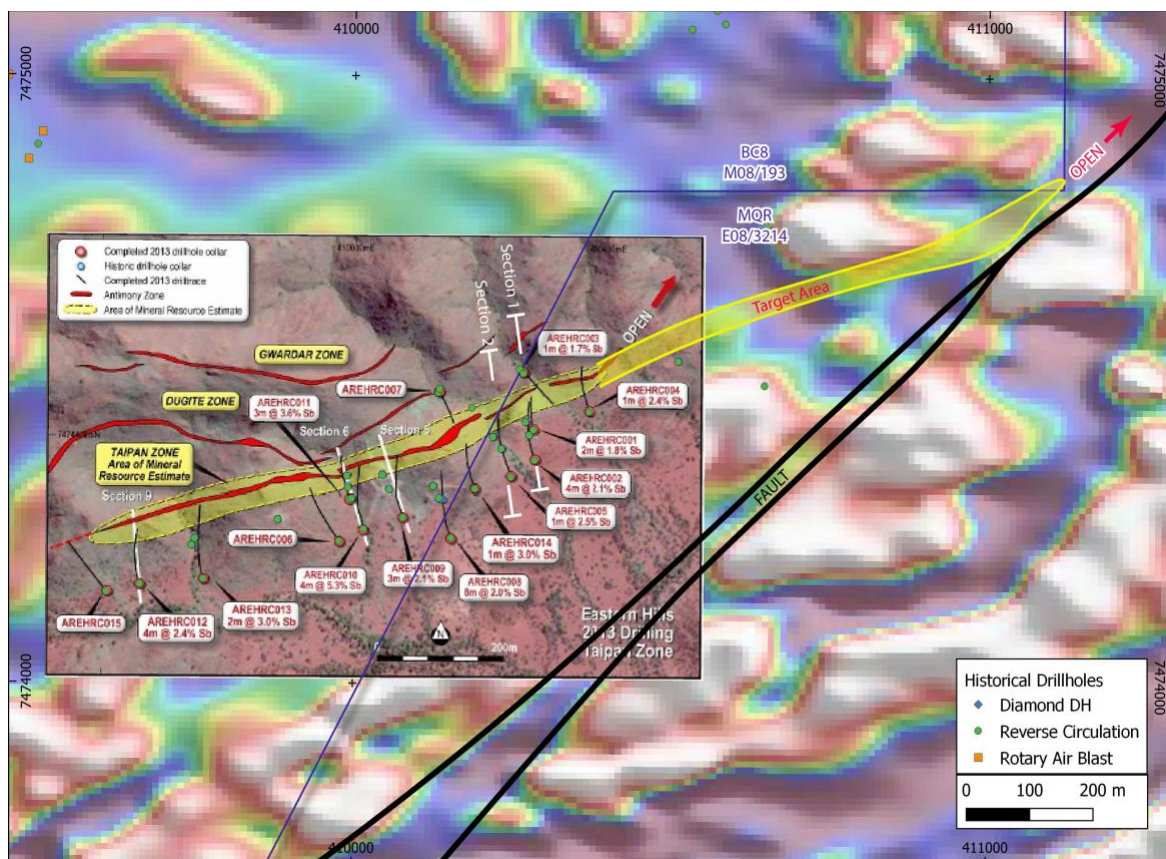 410000
411000
7475000
7475000
OPEN
BC8
M08/193
MQR
E08/3214
Target Area
FAULT
Completed 2013 drillhole collar
Historic drillhole collar
Completed 2013 drilltrace
Antimony Zone
Area of Mineral Resource Estimate
Section 1
Section 2
OPEN
GWARDAR ZONE
DUGITE ZONE
TAIPAN ZONE
Area of Mineral
Resource Estimate
AREHRC003
1m @ 1.7% Sb
AREHRC007
AREHRC011
3m @ 3.6% Sb
AREHRC004
1m @ 2.4% Sb
Section 6
Section 5
AREHRC001
2m @ 1.8% Sb
AREHRC002
4m @ 2.1% Sb
AREHRC005
1m @ 2.5% Sb
Section 9
AREHRC006
AREHRC014
1m @ 3.0% Sb
AREHRC010
4m @ 5.3% Sb
AREHRC009
3m @ 2.1% Sb
AREHRC008
8m @ 2.0% Sb
AREHRC015
AREHRC012
4m @ 2.4% Sb
AREHRC013
2m @ 3.0% Sb
Eastern Hills
2013 Drilling
Taipan Zone
N
0
200m
7474000
7474000
Historical Drillholes
Diamond DH
Reverse Circulation
Rotary Air Blast
0 100 200 m
410000
411000